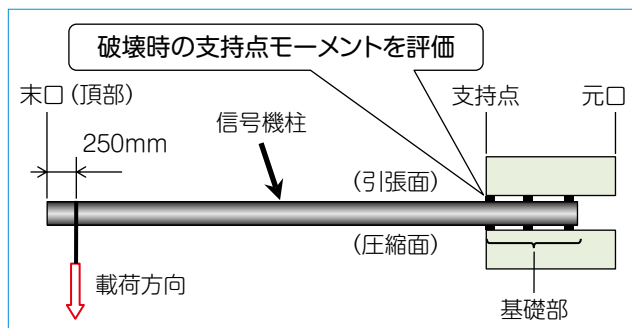 破壊時の支持点モーメントを評価
末口(頂部)
支持点
元口
信号機柱
250mm
(引張面)
(圧縮面)
載荷方向
基礎部